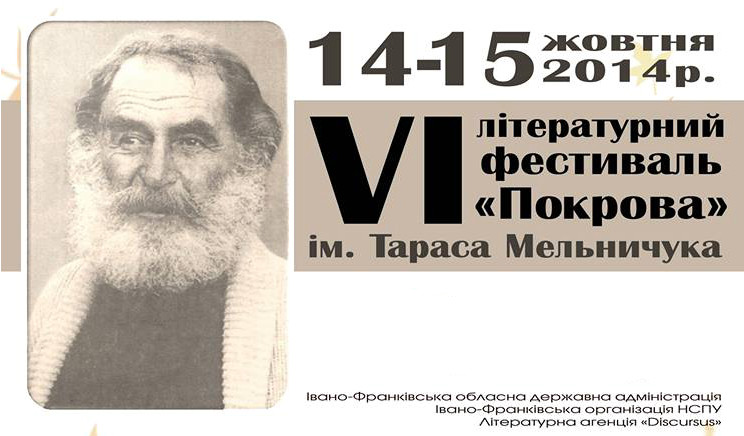 14-15 жовтня
2014р.
VI літературний
фестиваль
«Покрова»
ім. Тараса Мельничука
Івано-Франківська обласна державна адміністрація
Івано-Франківська організація НСПУ
Літературна агенція «Discursus»